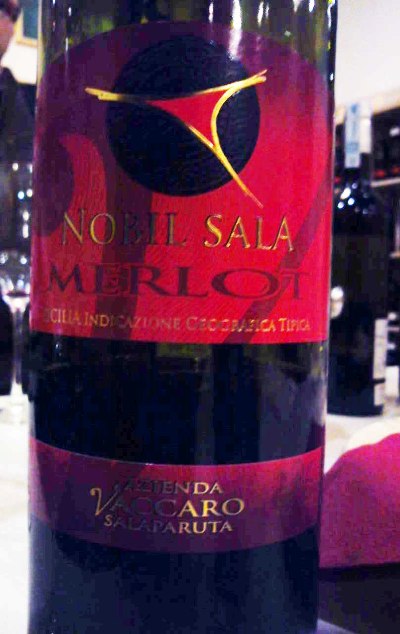 NOBIL SALA
MERLOT
SICILIA INDICAZIONE GEOGRAFICA TIPICA
AZIENDA
VACCARO
SALAPARUTA